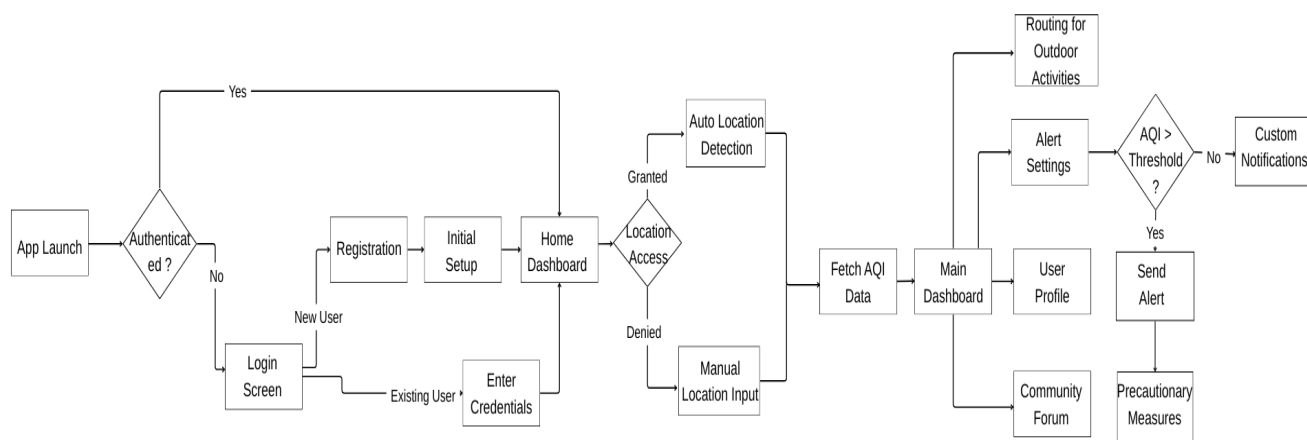 App Launch
Authenticat
ed ?
Yes
No
Login
Screen
New User
Existing User
Registration
Initial
Setup
Enter
Credentials
Home
Dashboard
Location
Access
Granted
Denied
Auto Location
Detection
Manual
Location Input
Fetch AQI
Data
Main
Dashboard
Routing for
Outdoor
Activities
Alert
Settings
User
Profile
Community
Forum
AQI >
Threshold
?
No
Custom
Notifications
Yes
Send
Alert
Precautionary
Measures